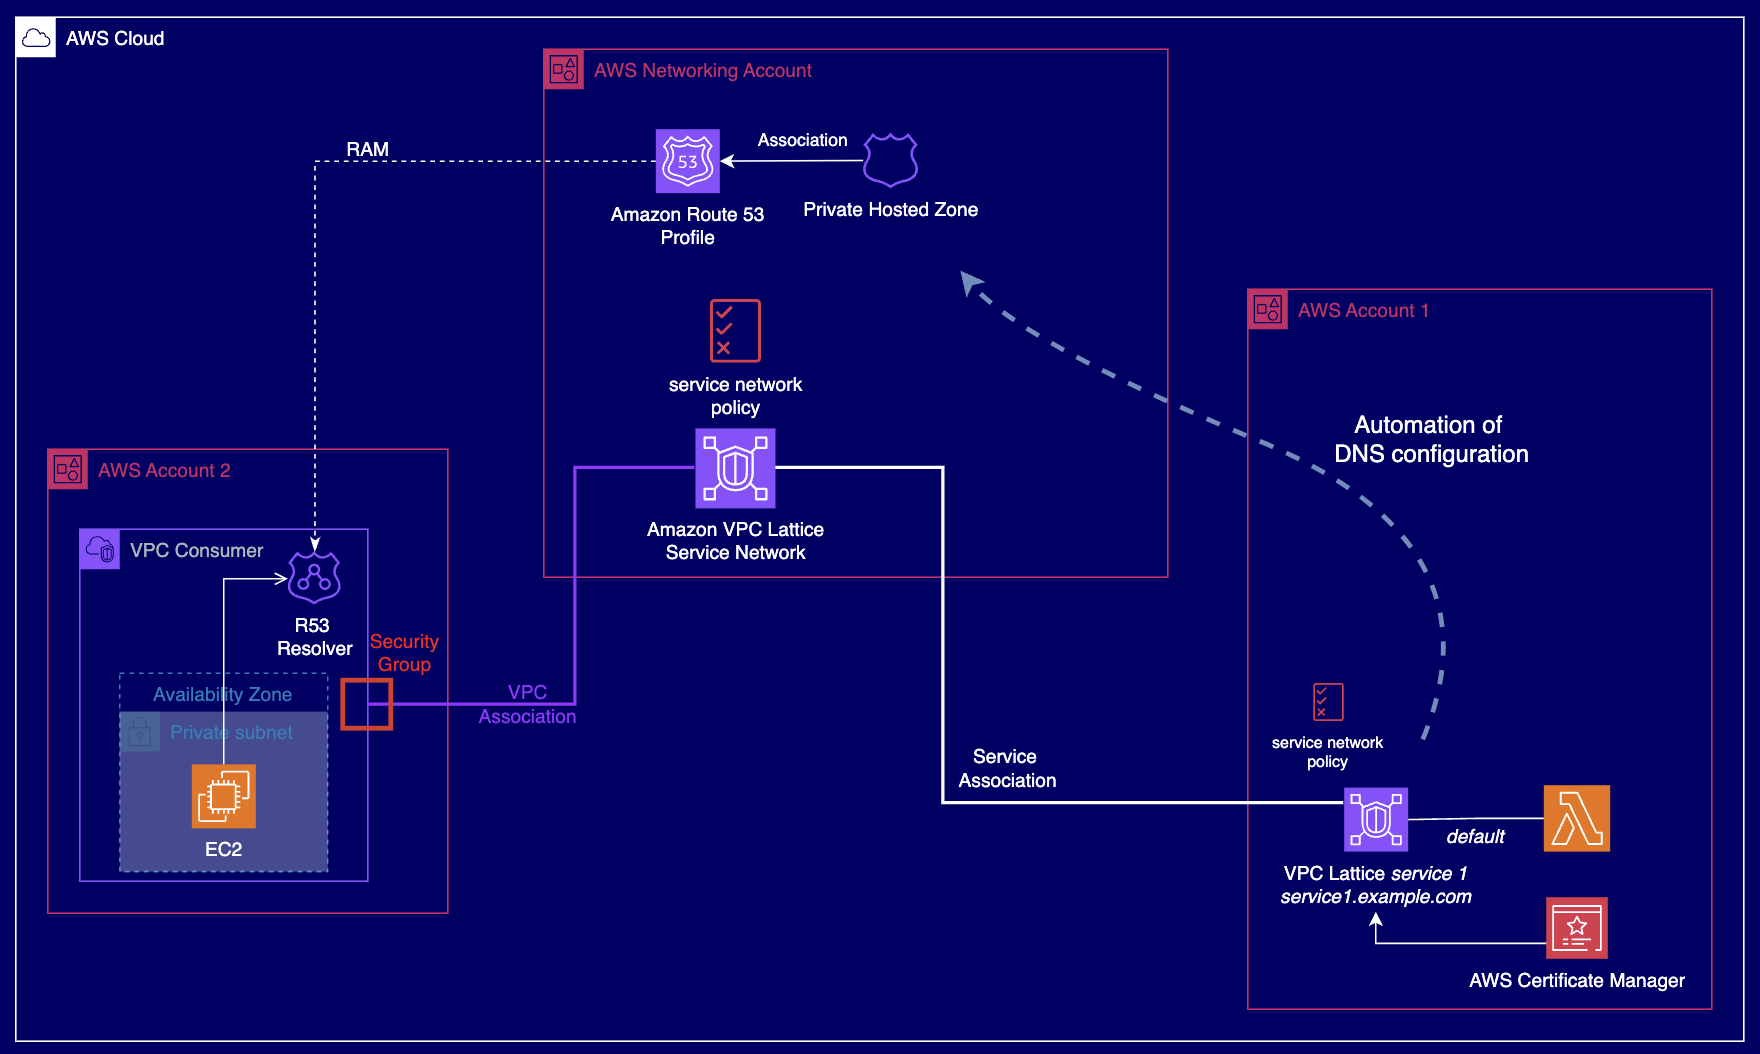 AWS Cloud
AWS Networking Account
RAM
Association
53
Amazon Route 53
Profile
Private Hosted Zone
service network
policy
Amazon VPC Lattice
Service Network
AWS Account 1
Automation of
DNS configuration
AWS Account 2
VPC Consumer
R53
Resolver
Security
Group
Availability Zone
Private subnet
EC2
VPC
Association
Service
Association
service network
policy
default
VPC Lattice service 1
service1.example.com
AWS Certificate Manager